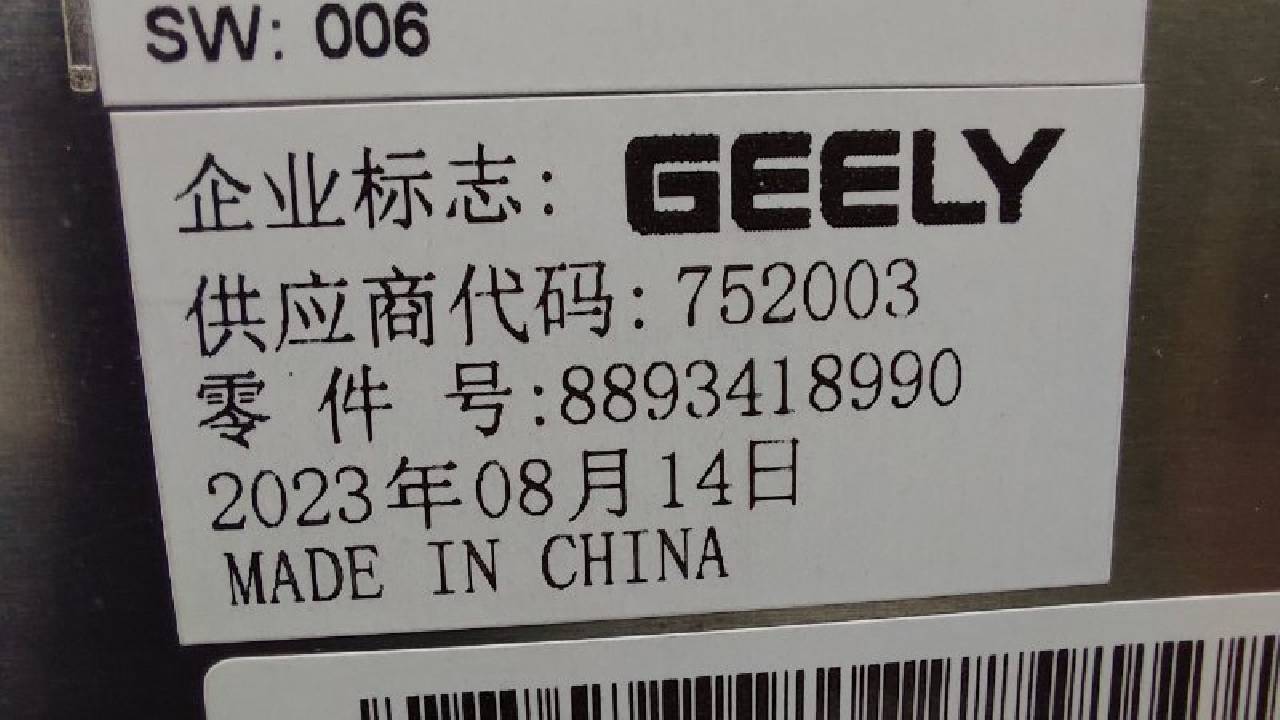 SW: 006
企业标志: GEELY
供应商代码: 752003
零 件 号:8893418990
2023年08月14日
MADE IN CHINA